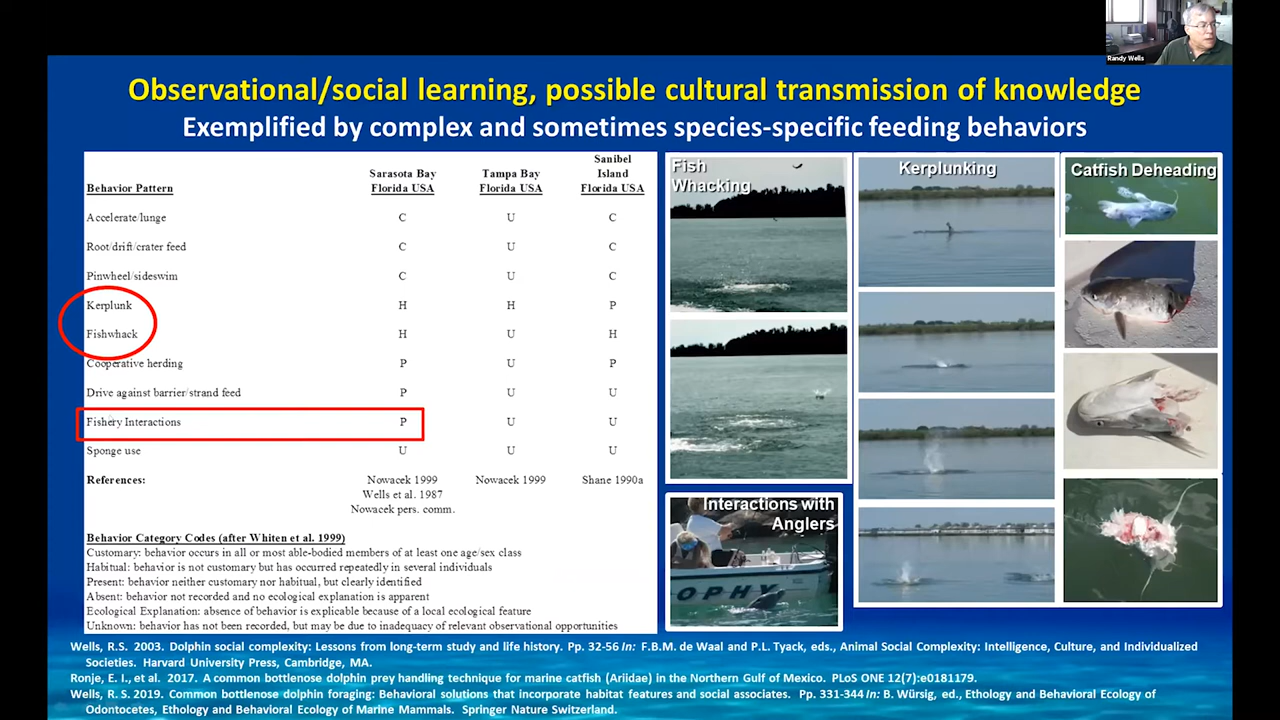 Randy Wells
Observational/social learning, possible cultural transmission of knowledge
Exemplified by complex and sometimes species-specific feeding behaviors
Behavior Pattern Sarasota Bay Florida USA Tampa Bay Florida USA Sanibel Island Florida USA
Accelerate/lunge C U C
Root/drift/crater feed C U C
Pinwheel/sideswim C U C
Kerplunk H H P
Fishwhack H U H
Cooperative herding P U P
Drive against barrier/strand feed P U U
Fishery Interactions P U U
Sponge use U U U
References: Nowacek 1999 Nowacek 1999 Shane 1990a
Wells et al. 1987
Nowacek pers. comm.
Behavior Category Codes (after Whiten et al. 1999)
Customary: behavior occurs in all or most able-bodied members of at least one age/sex class
Habitual: behavior is not customary but has occurred repeatedly in several individuals
Present: behavior neither customary nor habitual, but clearly identified
Absent: behavior not recorded and no ecological explanation is apparent
Ecological Explanation: absence of behavior is explicable because of a local ecological feature
Unknown: behavior has not been recorded, but may be due to inadequacy of relevant observational opportunities
Fish
Whacking
Kerplunking
Catfish Deheading
Interactions with
Anglers
OPHY
Wells, R.S. 2003. Dolphin social complexity: Lessons from long-term study and life history. Pp. 32-56 In: F.B.M. de Waal and P.L. Tyack, eds., Animal Social Complexity: Intelligence, Culture, and Individualized
Societies. Harvard University Press, Cambridge, MA.
Ronje, E. I., et al. 2017. A common bottlenose dolphin prey handling technique for marine catfish (Ariidae) in the Northern Gulf of Mexico. PLoS ONE 12(7):e0181179.
Wells, R. S. 2019. Common bottlenose dolphin foraging: Behavioral solutions that incorporate habitat features and social associates. Pp. 331-344 In: B. Würsig, ed., Ethology and Behavioral Ecology of
Odontocetes, Ethology and Behavioral Ecology of Marine Mammals. Springer Nature Switzerland.